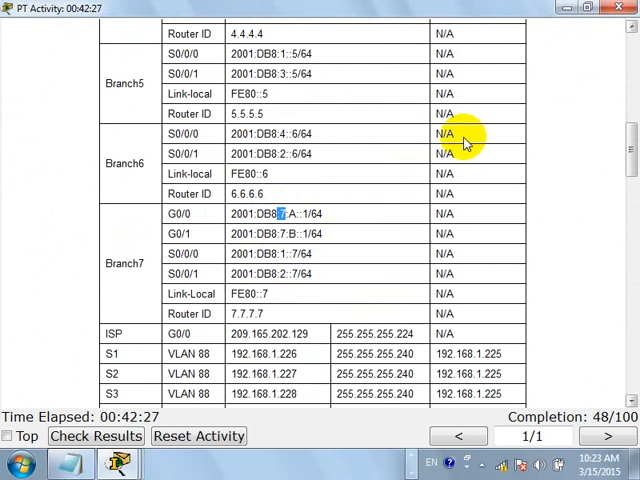 PT Activity: 00:42:27
Router ID 4.4.4.4 N/A
Branch5 S0/0/0 2001:DB8:1::5/64 N/A
S0/0/1 2001:DB8:3::5/64 N/A
Link-local FE80::5 N/A
Router ID 5.5.5.5 N/A
Branch6 S0/0/0 2001:DB8:4::6/64 N/A
S0/0/1 2001:DB8:2::6/64 N/A
Link-local FE80::6 N/A
Router ID 6.6.6.6 N/A
Branch7 G0/0 2001:DB8:7:A::1/64 N/A
G0/1 2001:DB8:7:B::1/64 N/A
S0/0/0 2001:DB8:1::7/64 N/A
S0/0/1 2001:DB8:2::7/64 N/A
Link-Local FE80::7 N/A
Router ID 7.7.7.7 N/A
ISP G0/0 209.165.202.129 255.255.255.224 N/A
S1 VLAN 88 192.168.1.226 255.255.255.240 192.168.1.225
S2 VLAN 88 192.168.1.227 255.255.255.240 192.168.1.225
S3 VLAN 88 192.168.1.228 255.255.255.240 192.168.1.225
Time Elapsed: 00:42:27 Completion: 48/100
Top Check Results Reset Activity < 1/1 >
EN 10:23 AM
3/15/2015